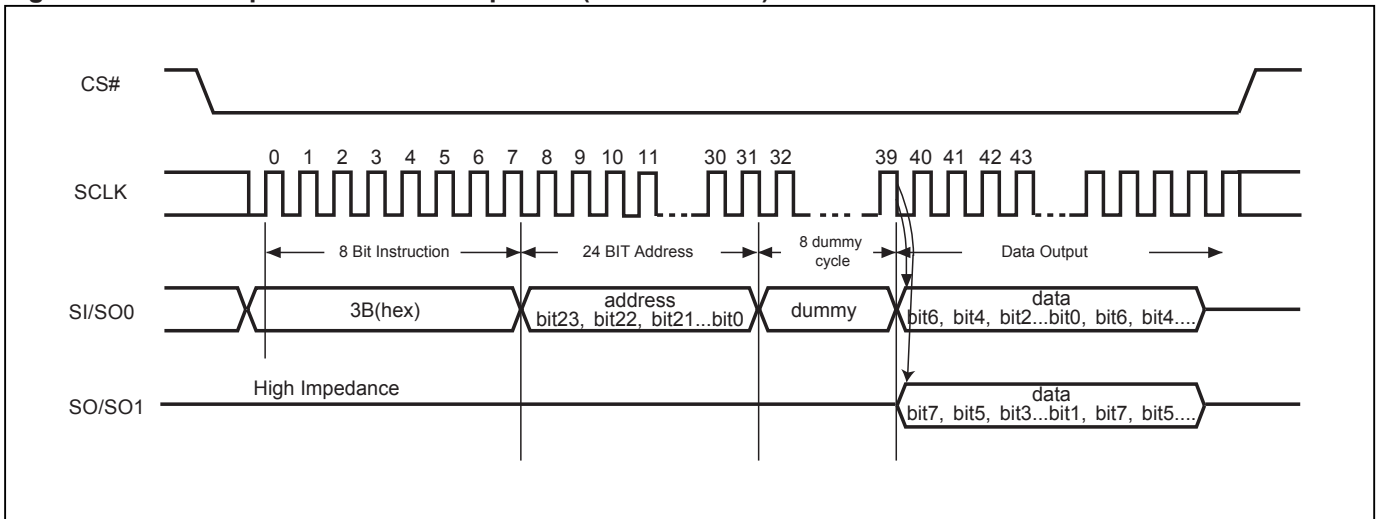 CS#
0 1 2 3 4 5 6 7 8 9 10 11 30 31 32 39 40 41 42 43
SCLK
8 Bit Instruction 24 BIT Address 8 dummy cycle Data Output
SI/SO0
3B(hex)
address
bit23, bit22, bit21...bit0
dummy
data
bit6, bit4, bit2...bit0, bit6, bit4....
High Impedance
SO/SO1
data
bit7, bit5, bit3...bit1, bit7, bit5....